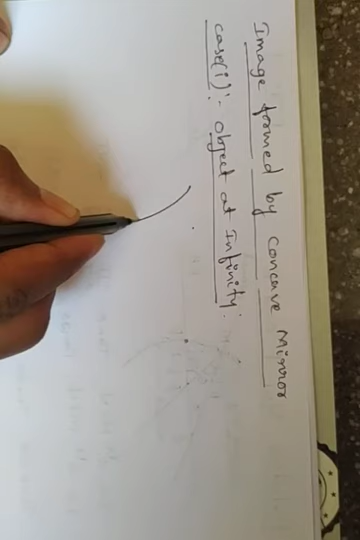 Image formed by concave Mirror
case(i):- object at Infinity: